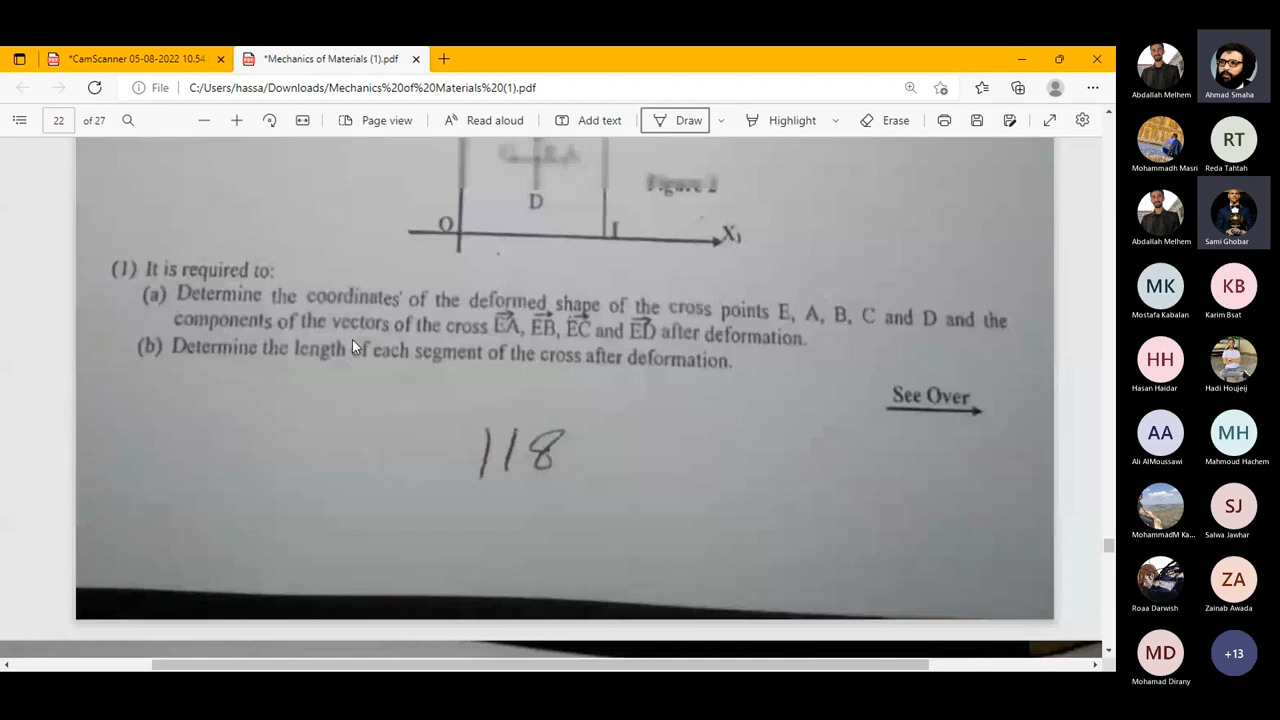 *CamScanner 05-08-2022 10.54.
*Mechanics of Materials (1).pdf
File
C:/Users/hassa/Downloads/Mechanics%20of%20Materials%20(1).pdf
22 of 27
Page view
Read aloud
Add text
Draw
Highlight
Erase
D
Figure 2
O
I
X₁
(1) It is required to:
(a) Determine the coordinates of the deformed shape of the cross points E, A, B, C and D and the
components of the vectors of the cross EA, EB, EC and ED after deformation.
(b) Determine the length of each segment of the cross after deformation.
See Over
118
Abdallah Melhem
Ahmad Smaha
Mohammadh Masri
RT
Reda Tahtah
Abdallah Melhem
Sami Ghobar
MK
Mostafa Kabalan
KB
Karim Bsat
HH
Hasan Haidar
Hadi Houjeij
AA
Ali AlMoussawi
MH
Mahmoud Hachem
MohammadM Ka...
SJ
Salwa Jawhar
Roaa Darwish
ZA
Zainab Awada
MD
Mohamad Dirany
+13